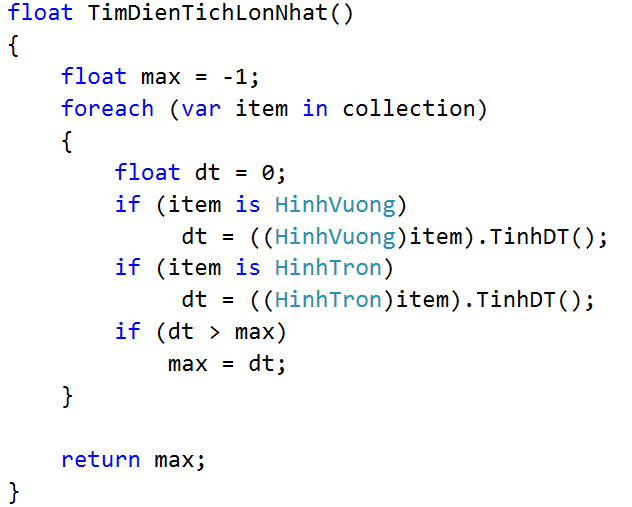 float TimDienTichLonNhat()
{
    float max = -1;
    foreach (var item in collection)
    {
        float dt = 0;
        if (item is HinhVuong)
             dt = ((HinhVuong)item).TinhDT();
        if (item is HinhTron)
             dt = ((HinhTron)item).TinhDT();
        if (dt > max)
            max = dt;
    }

    return max;
}